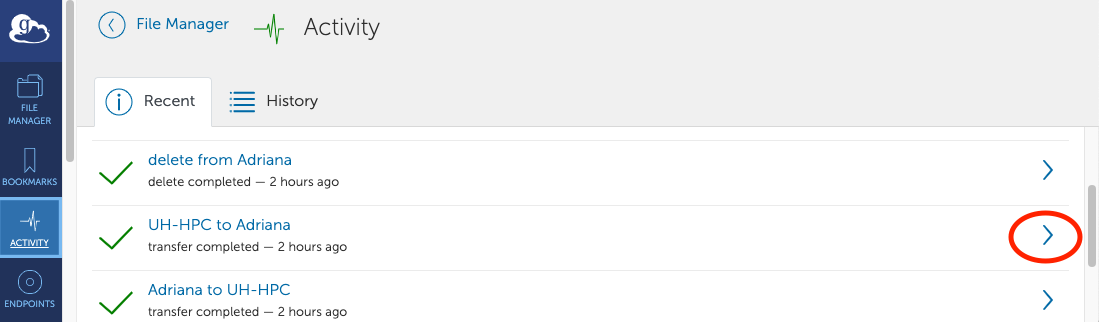 g
File Manager
Activity
FILE
MANAGER
BOOKMARKS
ACTIVITY
ENDPOINTS
Recent
History
delete from Adriana
delete completed — 2 hours ago
UH-HPC to Adriana
transfer completed — 2 hours ago
Adriana to UH-HPC
transfer completed — 2 hours ago